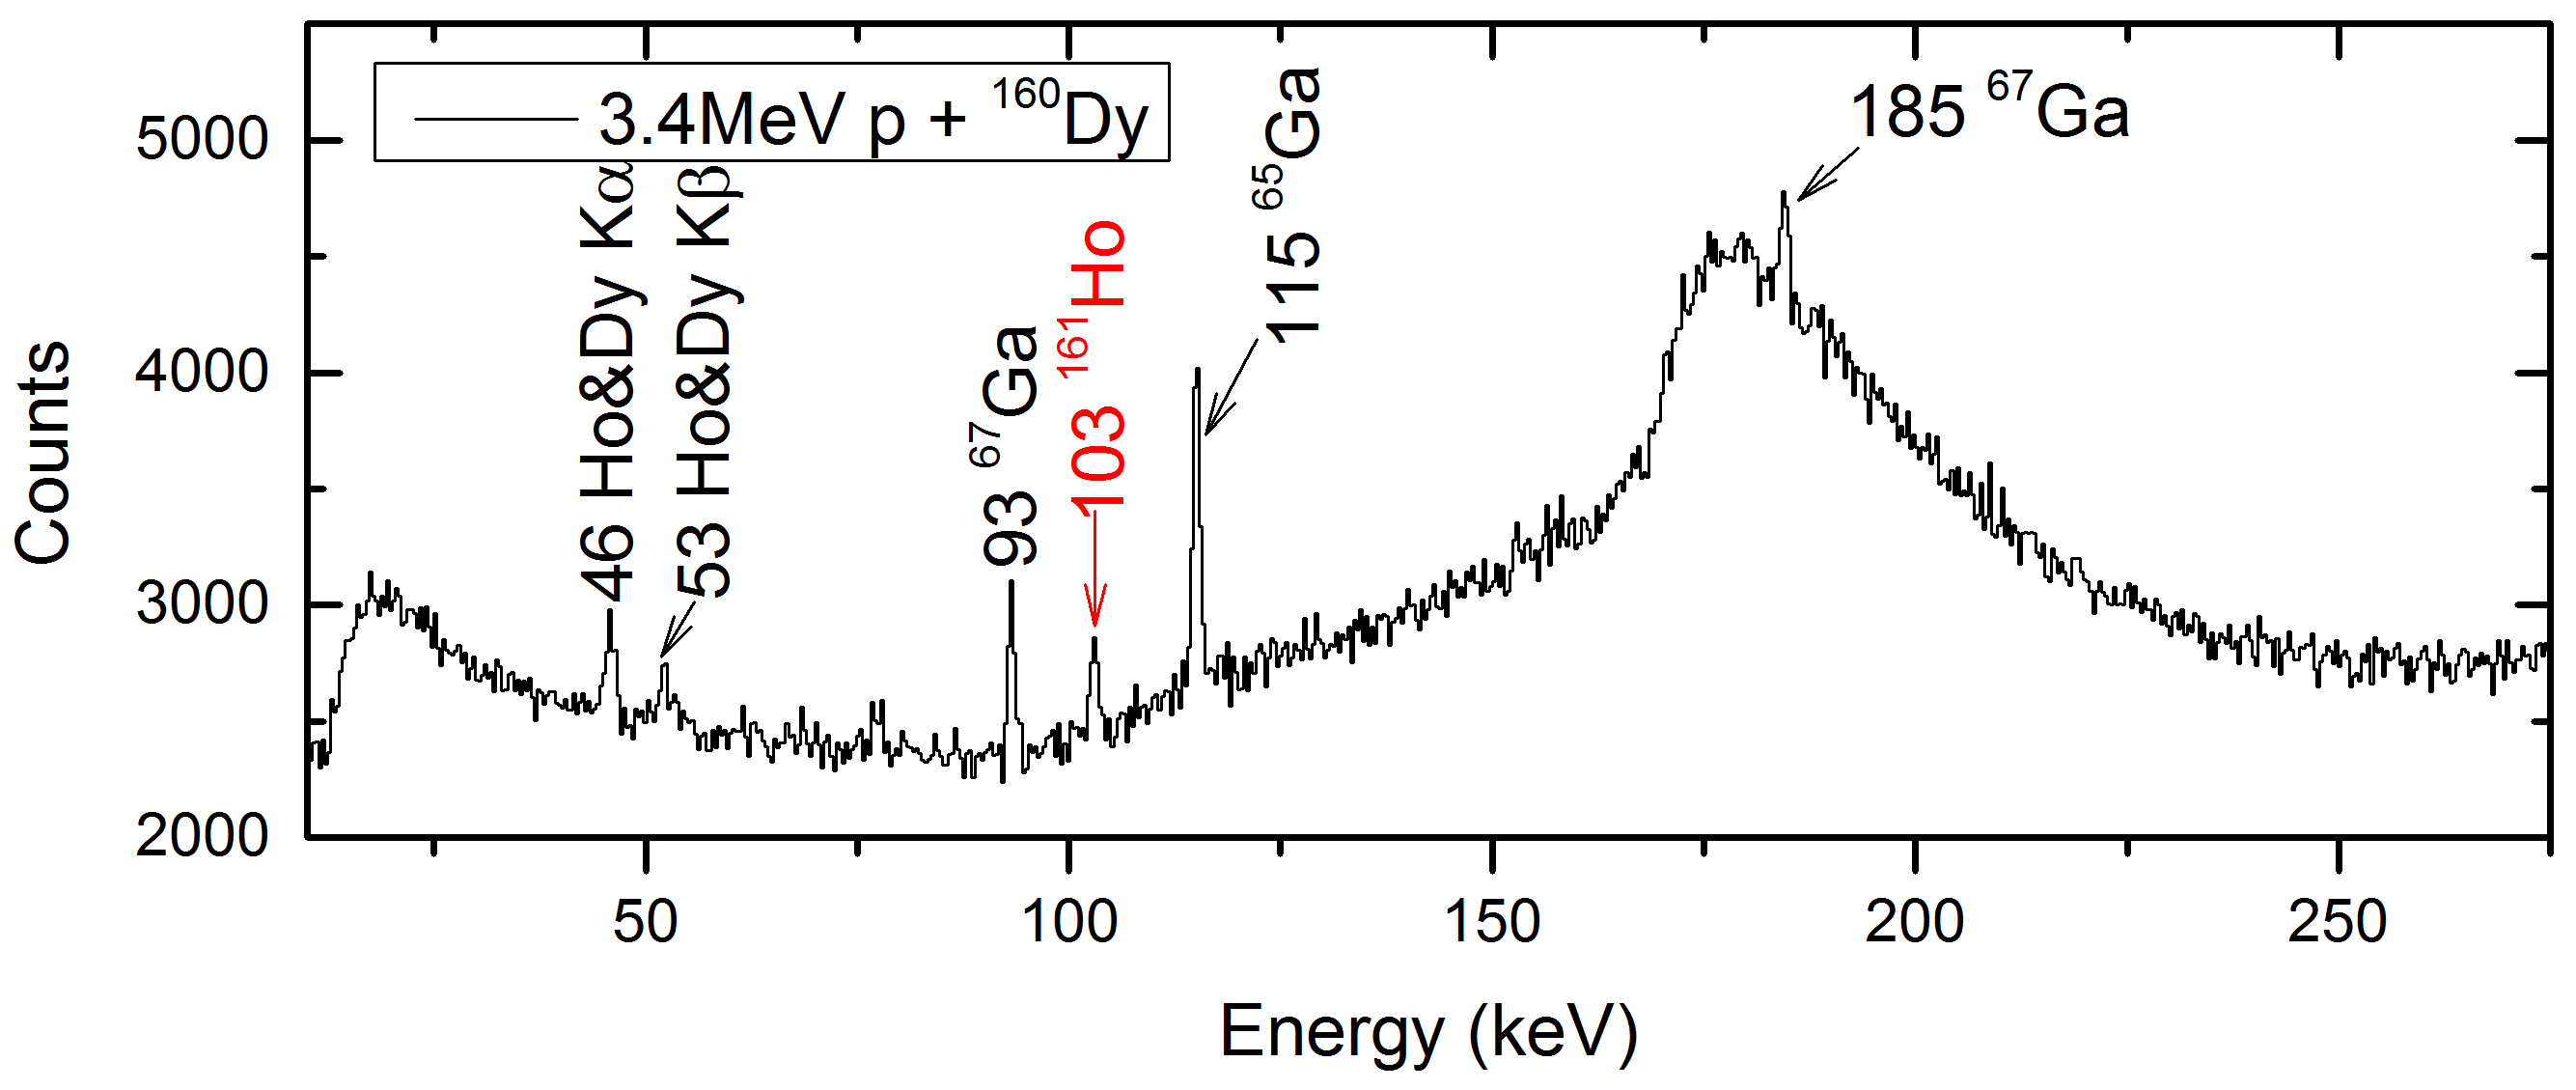 3.4MeV p + ¹⁶⁰Dy
46 Ho&Dy Kα
53 Ho&Dy Kβ
93 ⁶⁷Ga
103 ¹⁶¹Ho
115 ⁶⁵Ga
185 ⁶⁷Ga
Counts
5000
4000
3000
2000
50
100
150
200
250
Energy (keV)